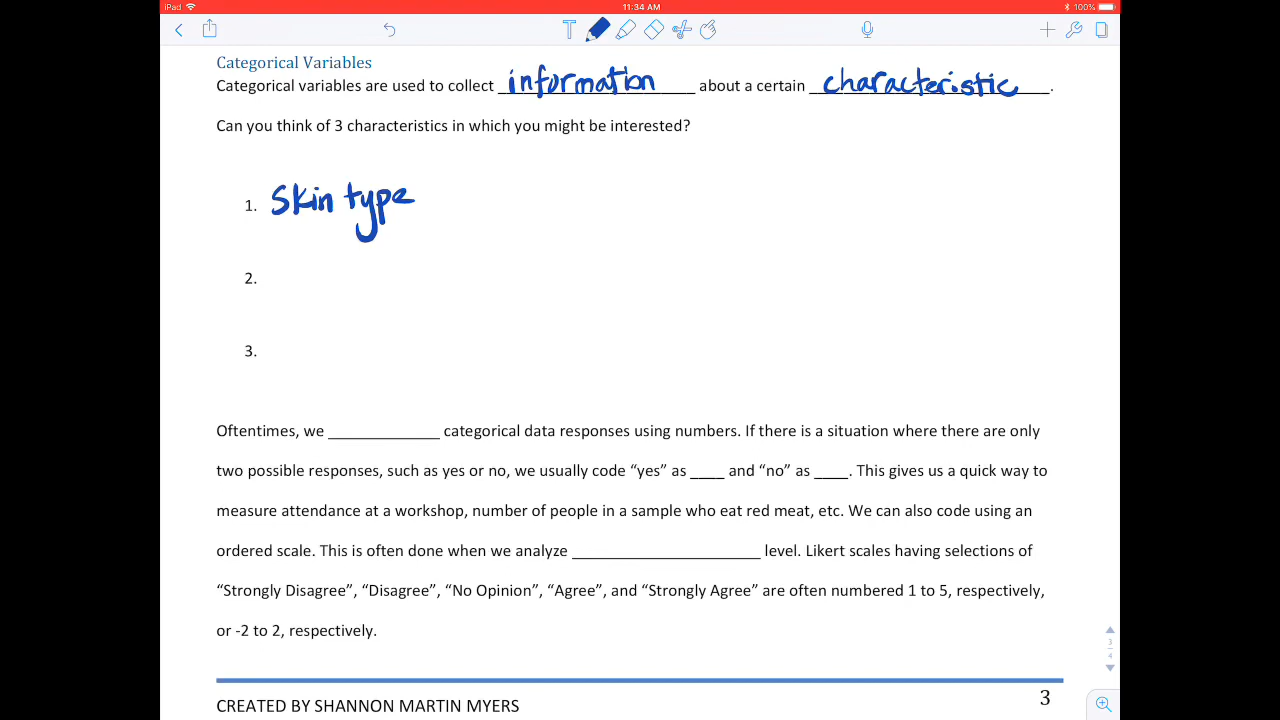 iPad 11:34 AM 100%
T
Categorical Variables
Categorical variables are used to collect information about a certain characteristic.
Can you think of 3 characteristics in which you might be interested?
1. Skin type
2.
3.
Oftentimes, we ______________ categorical data responses using numbers. If there is a situation where there are only
two possible responses, such as yes or no, we usually code “yes” as ____ and “no” as ____. This gives us a quick way to
measure attendance at a workshop, number of people in a sample who eat red meat, etc. We can also code using an
ordered scale. This is often done when we analyze _______________________ level. Likert scales having selections of
“Strongly Disagree”, “Disagree”, “No Opinion”, “Agree”, and “Strongly Agree” are often numbered 1 to 5, respectively,
or -2 to 2, respectively.
3
4
CREATED BY SHANNON MARTIN MYERS 3